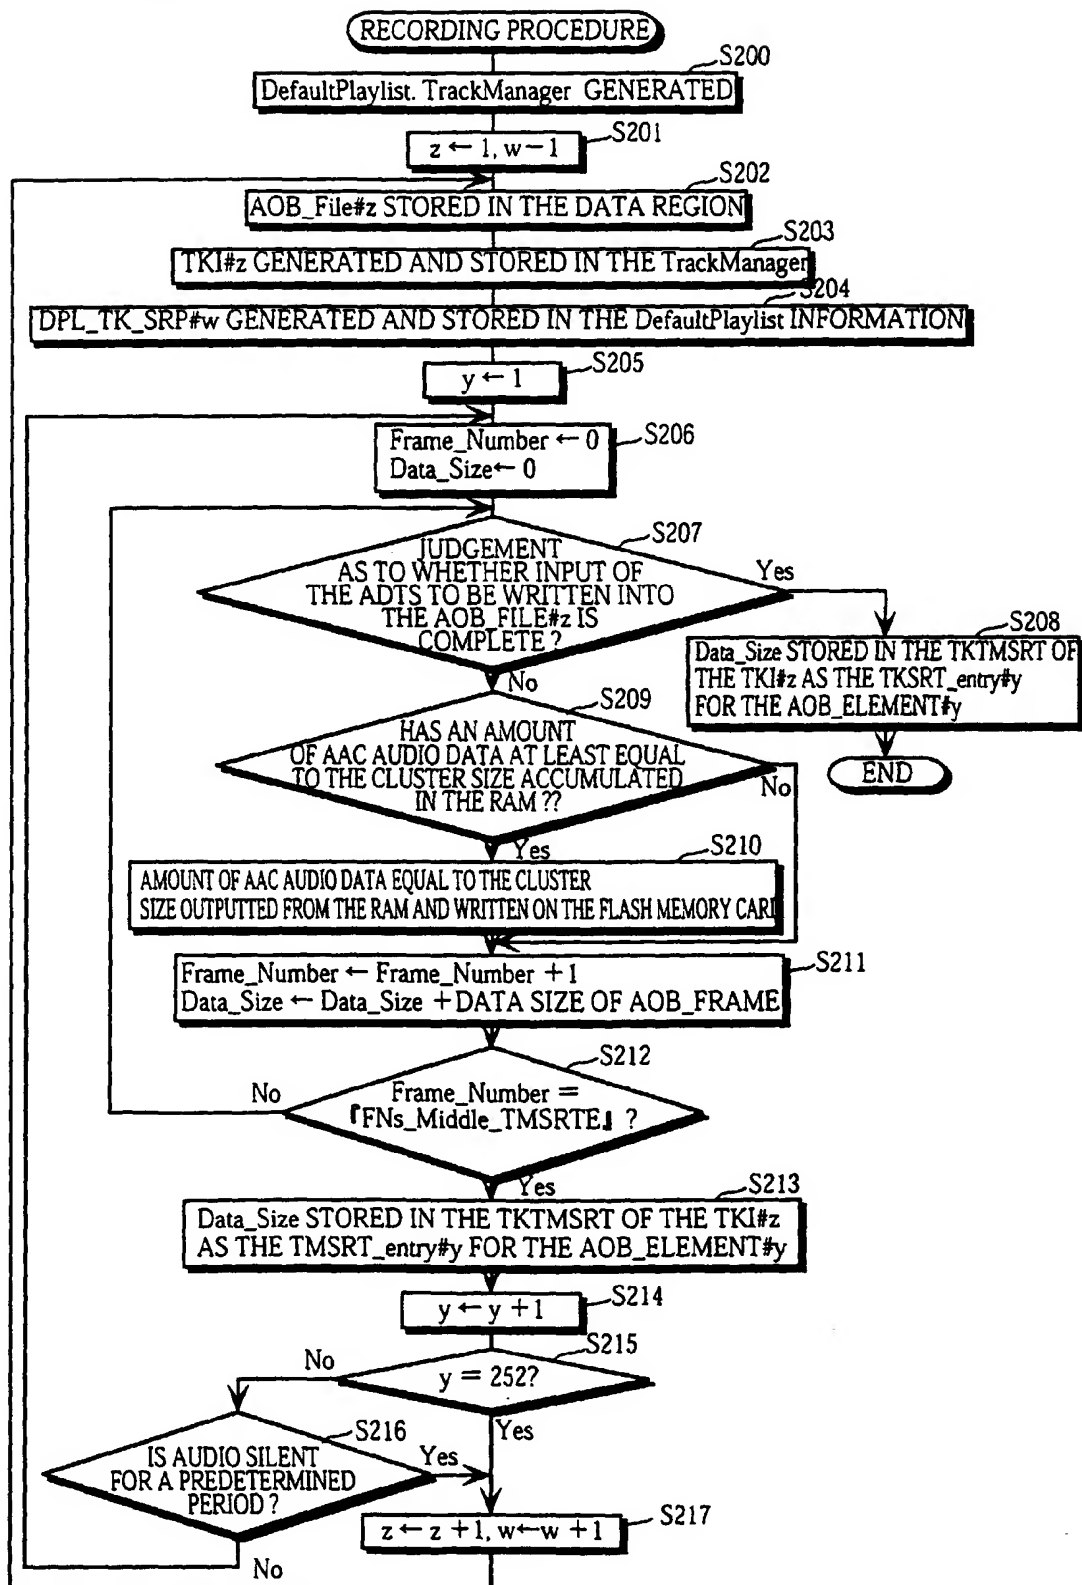 RECORDING PROCEDURE
S200
DefaultPlaylist. TrackManager GENERATED
S201
z ← 1, w−1
S202
AOB_File#z STORED IN THE DATA REGION
S203
TKI#z GENERATED AND STORED IN THE TrackManager
S204
DPL_TK_SRP#w GENERATED AND STORED IN THE DefaultPlaylist INFORMATION
S205
y ← 1
S206
Frame_Number ← 0
Data_Size← 0
S207
JUDGEMENT
AS TO WHETHER INPUT OF
THE ADTS TO BE WRITTEN INTO
THE AOB_FILE#z IS
COMPLETE ?
Yes
No
S208
Data_Size STORED IN THE TKTMSRT OF
THE TKI#z AS THE TKSRT_entry#y
FOR THE AOB_ELEMENT#y
END
S209
HAS AN AMOUNT
OF AAC AUDIO DATA AT LEAST EQUAL
TO THE CLUSTER SIZE ACCUMULATED
IN THE RAM ??
No
Yes
S210
AMOUNT OF AAC AUDIO DATA EQUAL TO THE CLUSTER
SIZE OUTPUTTED FROM THE RAM AND WRITTEN ON THE FLASH MEMORY CARD
S211
Frame_Number ← Frame_Number +1
Data_Size ← Data_Size +DATA SIZE OF AOB_FRAME
S212
No
Frame_Number =
『FNs_Middle_TMSRTE』 ?
Yes
S213
Data_Size STORED IN THE TKTMSRT OF THE TKI#z
AS THE TMSRT_entry#y FOR THE AOB_ELEMENT#y
S214
y ← y +1
S215
No
y = 252?
Yes
S216
IS AUDIO SILENT
FOR A PREDETERMINED
PERIOD ?
Yes
No
S217
z ← z +1, w←w +1